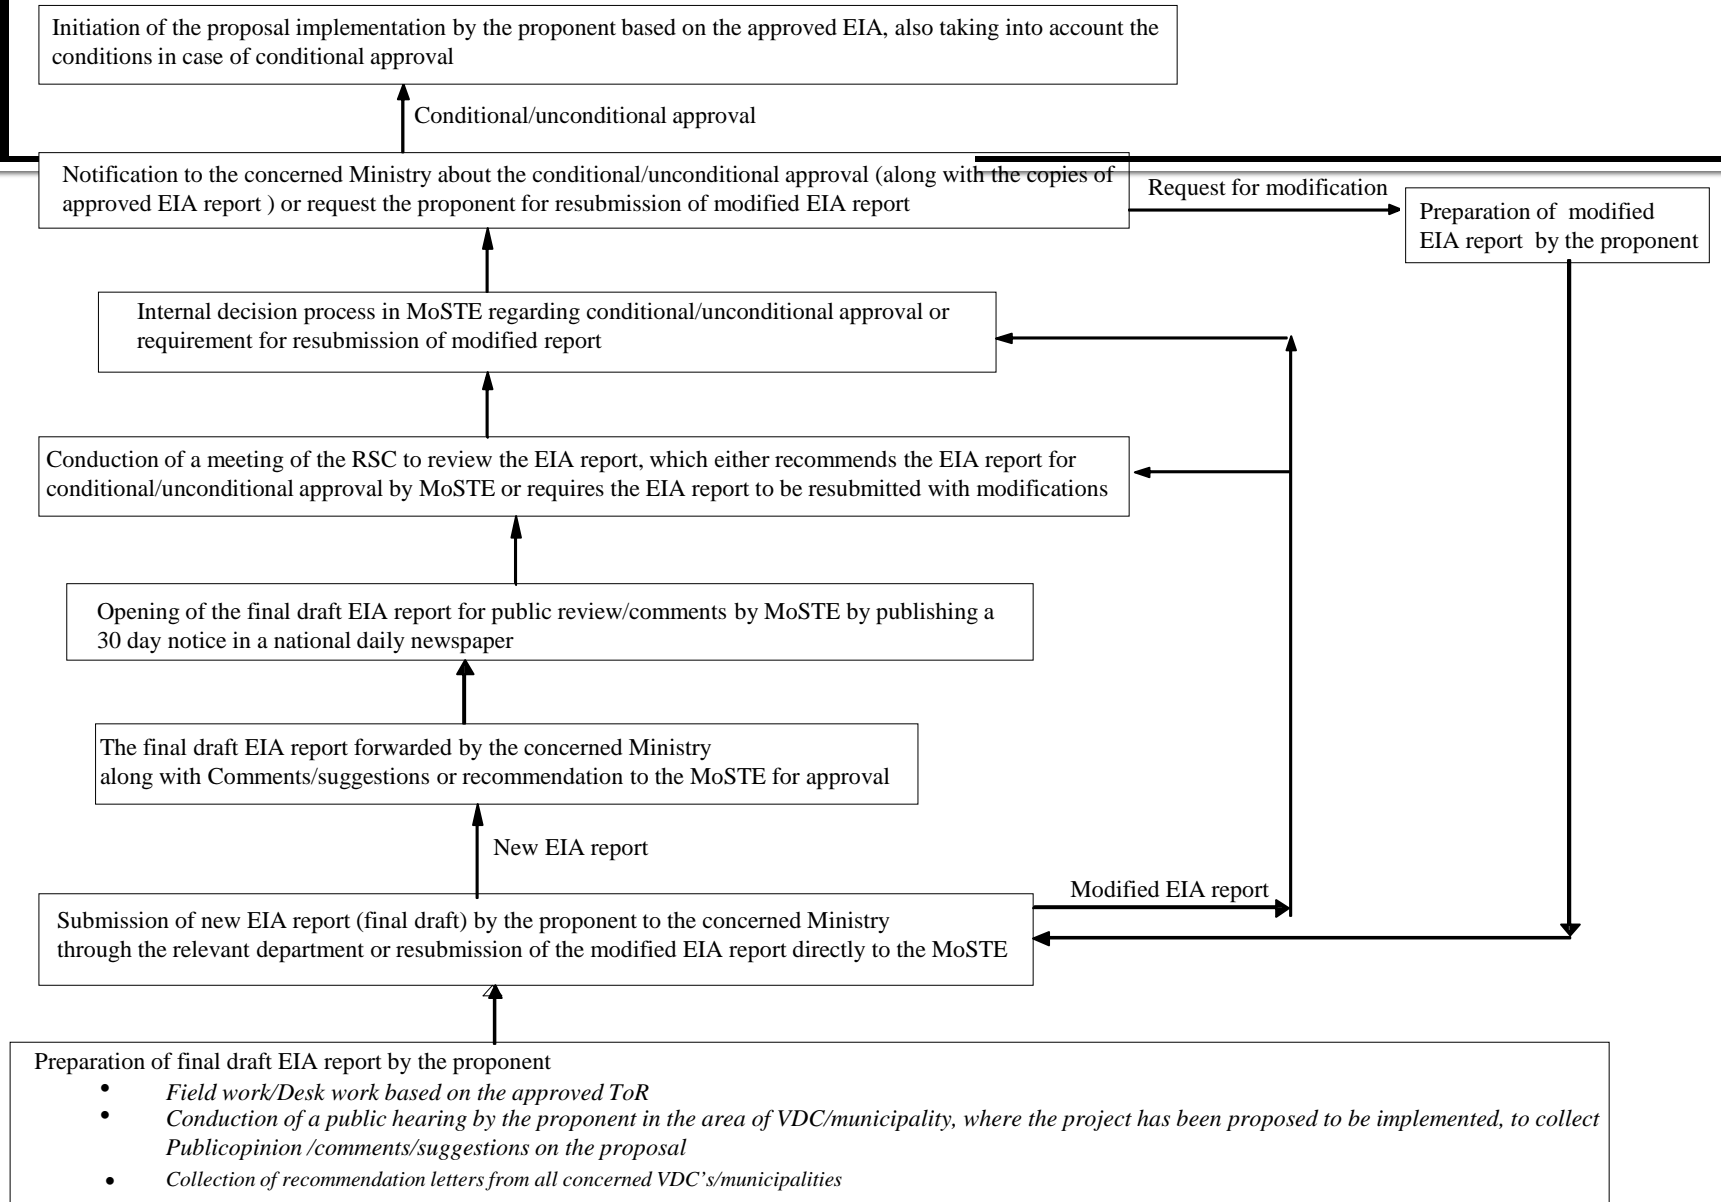 Initiation of the proposal implementation by the proponent based on the approved EIA, also taking into account the
conditions in case of conditional approval
Conditional/unconditional approval
Notification to the concerned Ministry about the conditional/unconditional approval (along with the copies of
approved EIA report ) or request the proponent for resubmission of modified EIA report
Request for modification
Preparation of modified
EIA report by the proponent
Internal decision process in MoSTE regarding conditional/unconditional approval or
requirement for resubmission of modified report
Conduction of a meeting of the RSC to review the EIA report, which either recommends the EIA report for
conditional/unconditional approval by MoSTE or requires the EIA report to be resubmitted with modifications
Opening of the final draft EIA report for public review/comments by MoSTE by publishing a
30 day notice in a national daily newspaper
The final draft EIA report forwarded by the concerned Ministry
along with Comments/suggestions or recommendation to the MoSTE for approval
New EIA report
Modified EIA report
Submission of new EIA report (final draft) by the proponent to the concerned Ministry
through the relevant department or resubmission of the modified EIA report directly to the MoSTE
Preparation of final draft EIA report by the proponent
• Field work/Desk work based on the approved ToR
• Conduction of a public hearing by the proponent in the area of VDC/municipality, where the project has been proposed to be implemented, to collect
Publicopinion /comments/suggestions on the proposal
• Collection of recommendation letters from all concerned VDC’s/municipalities